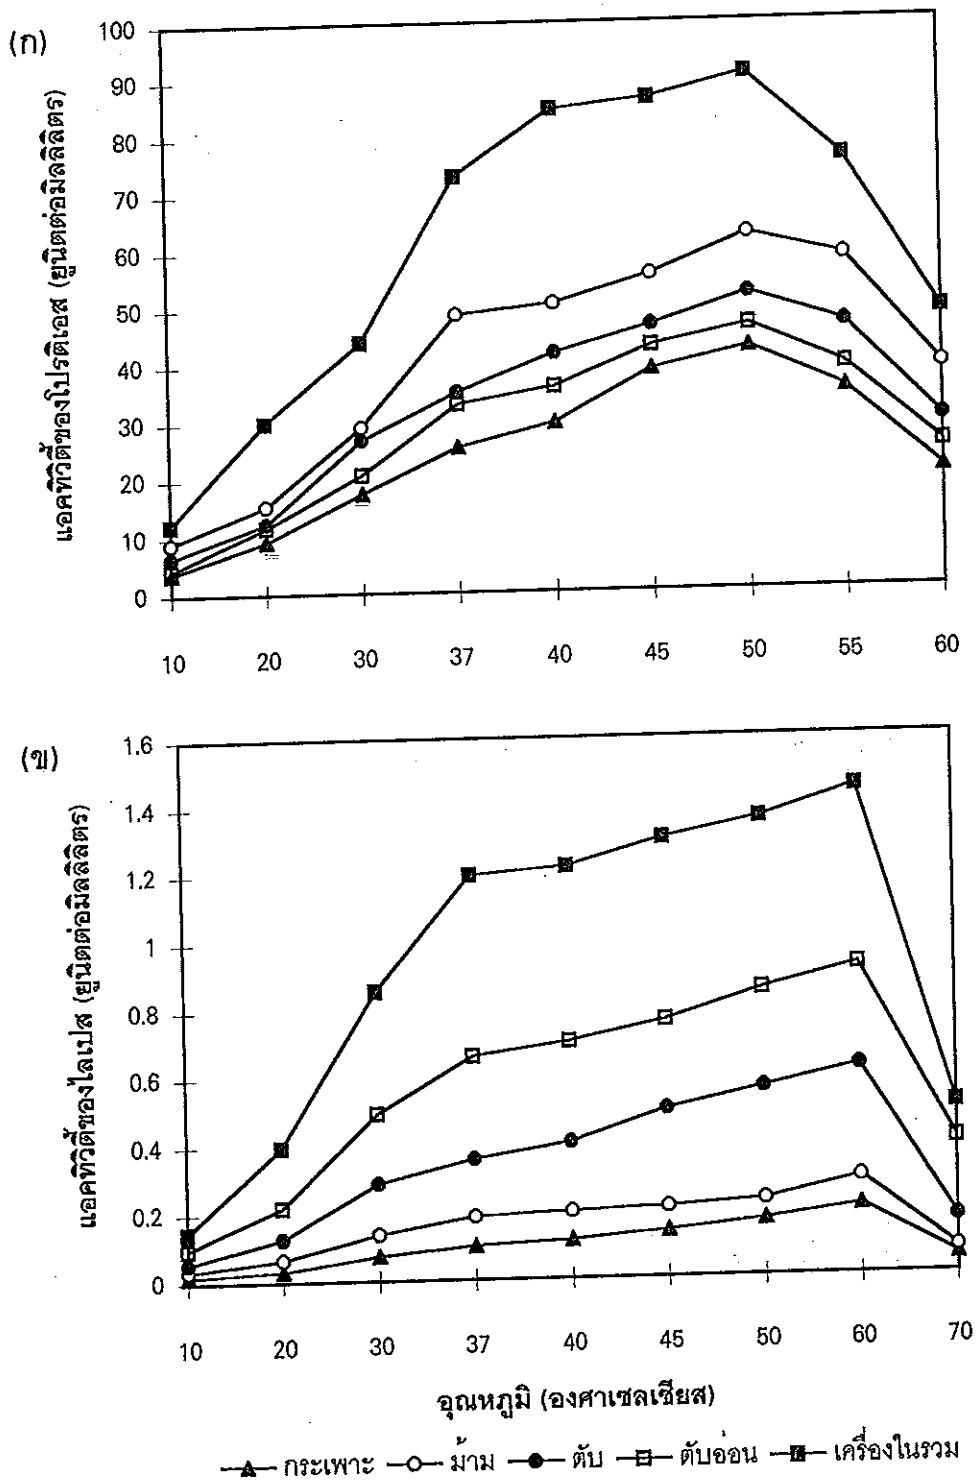 (ก)
แอคทิวิตี้ของโปรติเอส (ยูนิตต่อมิลลิลิตร)
100
90
80
70
60
50
40
30
20
10
0
10 20 30 37 40 45 50 55 60
(ข)
แอคทิวิตี้ของไลเปส (ยูนิตต่อมิลลิลิตร)
1.6
1.4
1.2
1
0.8
0.6
0.4
0.2
0
10 20 30 37 40 45 50 60 70
อุณหภูมิ (องศาเซลเซียส)
กระเพาะ ม้าม ตับ ตับอ่อน เครื่องในรวม